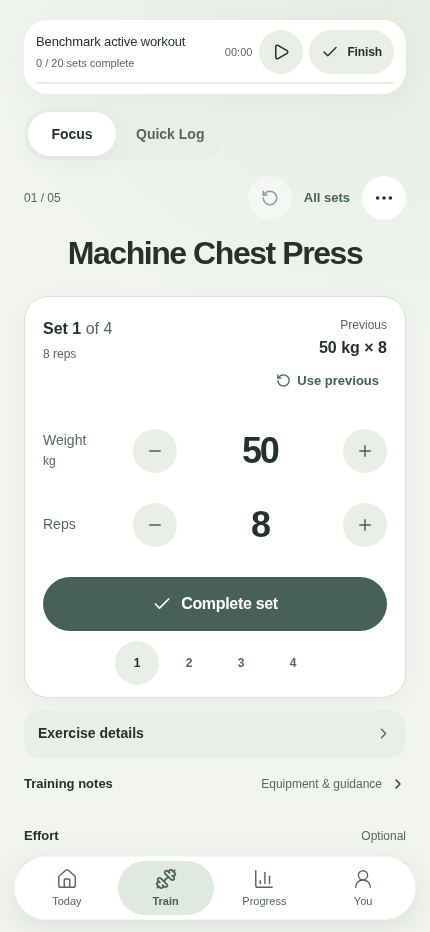 Benchmark active workout
0 / 20 sets complete
00:00
Finish
Focus
Quick Log
01 / 05
All sets
Machine Chest Press
Set 1 of 4
8 reps
Previous
50 kg × 8
Use previous
Weight
kg
50
Reps
8
Complete set
1 2 3 4
Exercise details
Training notes
Equipment & guidance
Effort
Optional
Today
Train
Progress
You